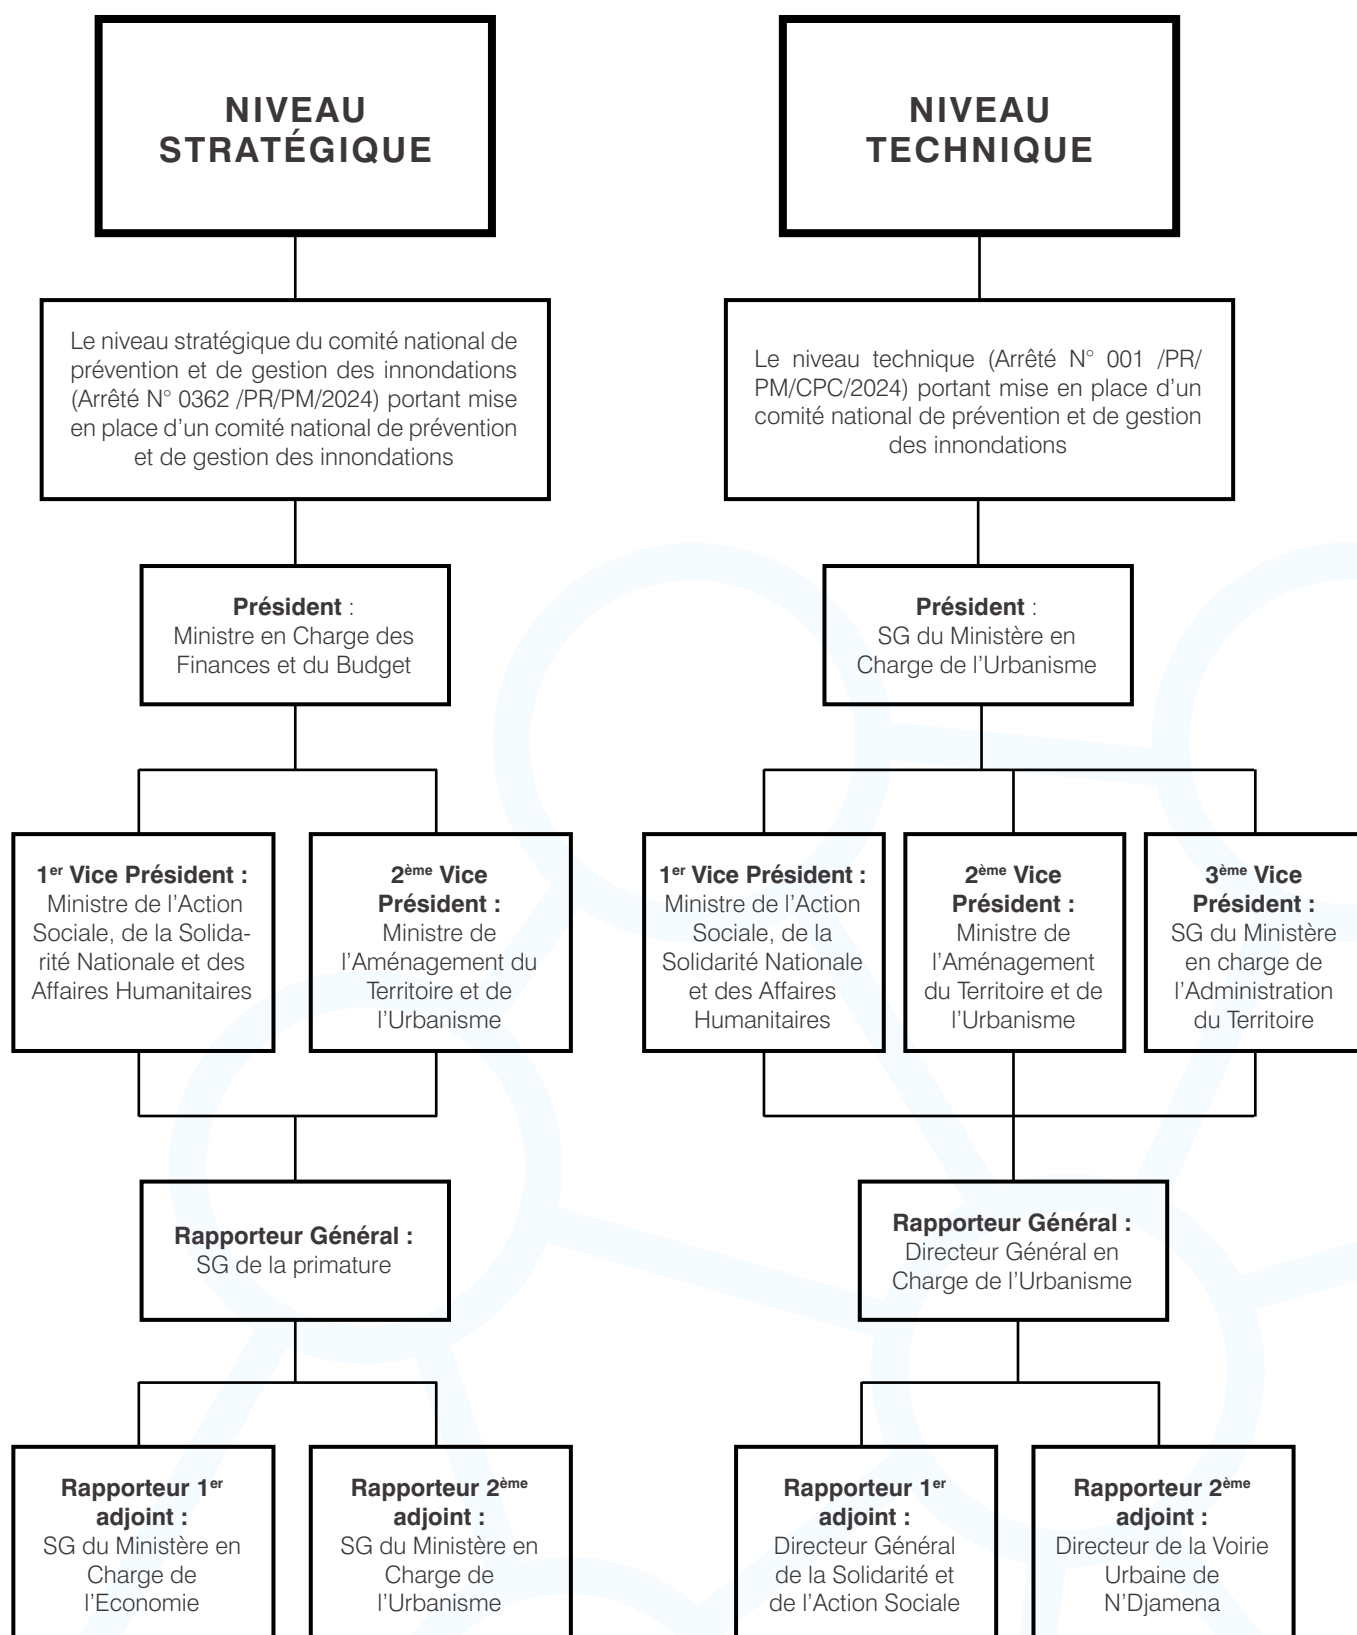 NIVEAU
STRATÉGIQUE
Le niveau stratégique du comité national de
prévention et de gestion des innondations
(Arrêté N° 0362 /PR/PM/2024) portant mise
en place d’un comité national de prévention
et de gestion des innondations
Président :
Ministre en Charge des
Finances et du Budget
1er Vice Président :
Ministre de l’Action
Sociale, de la Solida-
rité Nationale et des
Affaires Humanitaires
2ème Vice
Président :
Ministre de
l’Aménagement du
Territoire et de
l’Urbanisme
Rapporteur Général :
SG de la primature
Rapporteur 1er
adjoint :
SG du Ministère en
Charge de
l’Economie
Rapporteur 2ème
adjoint :
SG du Ministère en
Charge de
l’Urbanisme
NIVEAU
TECHNIQUE
Le niveau technique (Arrêté N° 001 /PR/
PM/CPC/2024) portant mise en place d’un
comité national de prévention et de gestion
des innondations
Président :
SG du Ministère en
Charge de l’Urbanisme
1er Vice Président :
Ministre de l’Action
Sociale, de la
Solidarité Nationale
et des Affaires
Humanitaires
2ème Vice
Président :
Ministre de
l’Aménagement
du Territoire et de
l’Urbanisme
3ème Vice
Président :
SG du Ministère
en charge de
l’Administration
du Territoire
Rapporteur Général :
Directeur Général en
Charge de l’Urbanisme
Rapporteur 1er
adjoint :
Directeur Général
de la Solidarité et
de l’Action Sociale
Rapporteur 2ème
adjoint :
Directeur de la Voirie
Urbaine de
N’Djamena